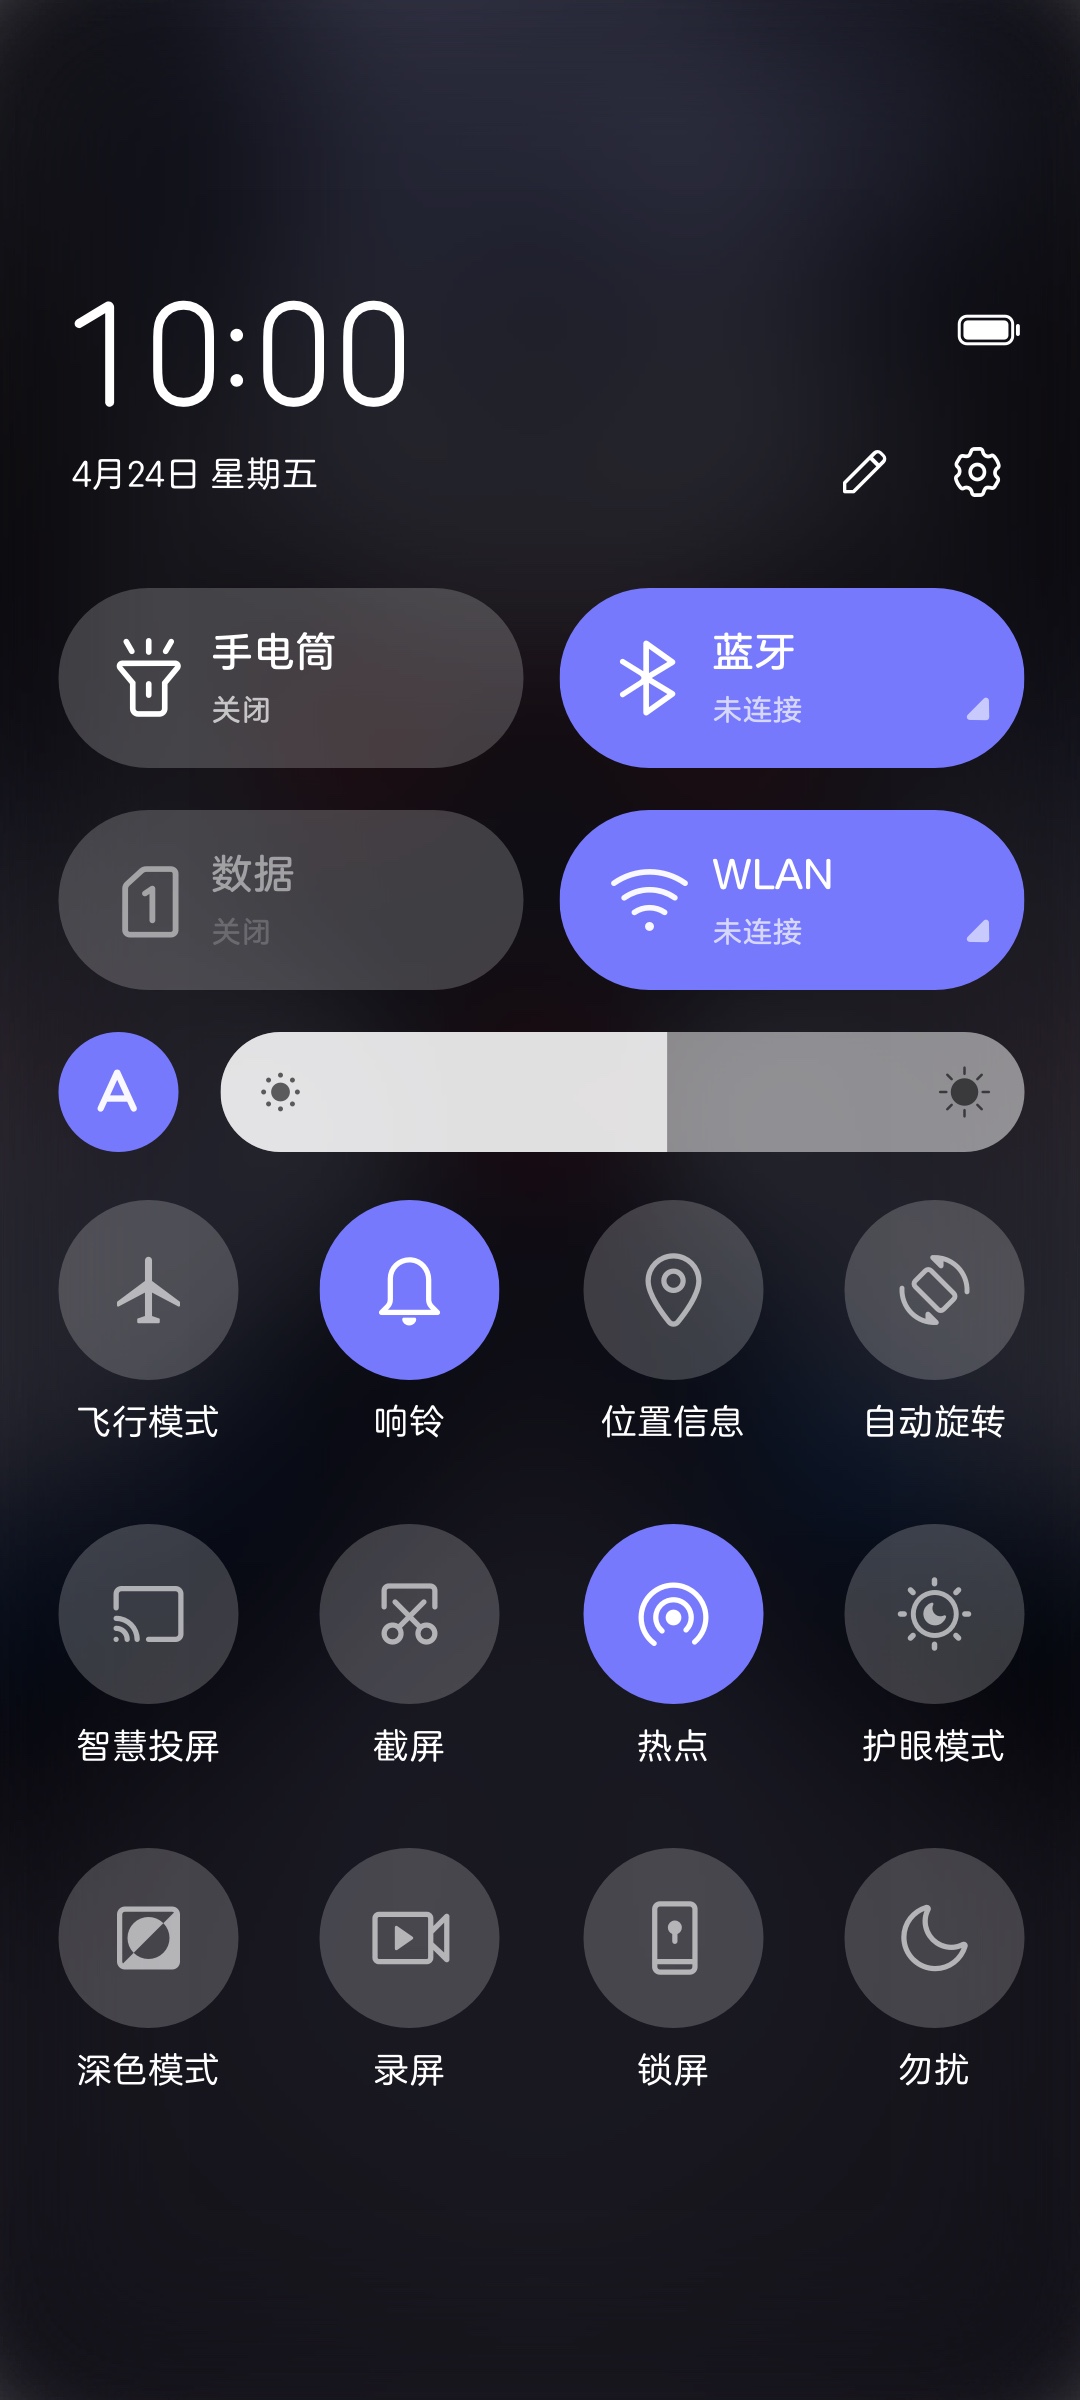 10:00
4月24日 星期五
手电筒
关闭
蓝牙
未连接
1
数据
关闭
WLAN
未连接
A
飞行模式
响铃
位置信息
自动旋转
智慧投屏
截屏
热点
护眼模式
深色模式
录屏
锁屏
勿扰